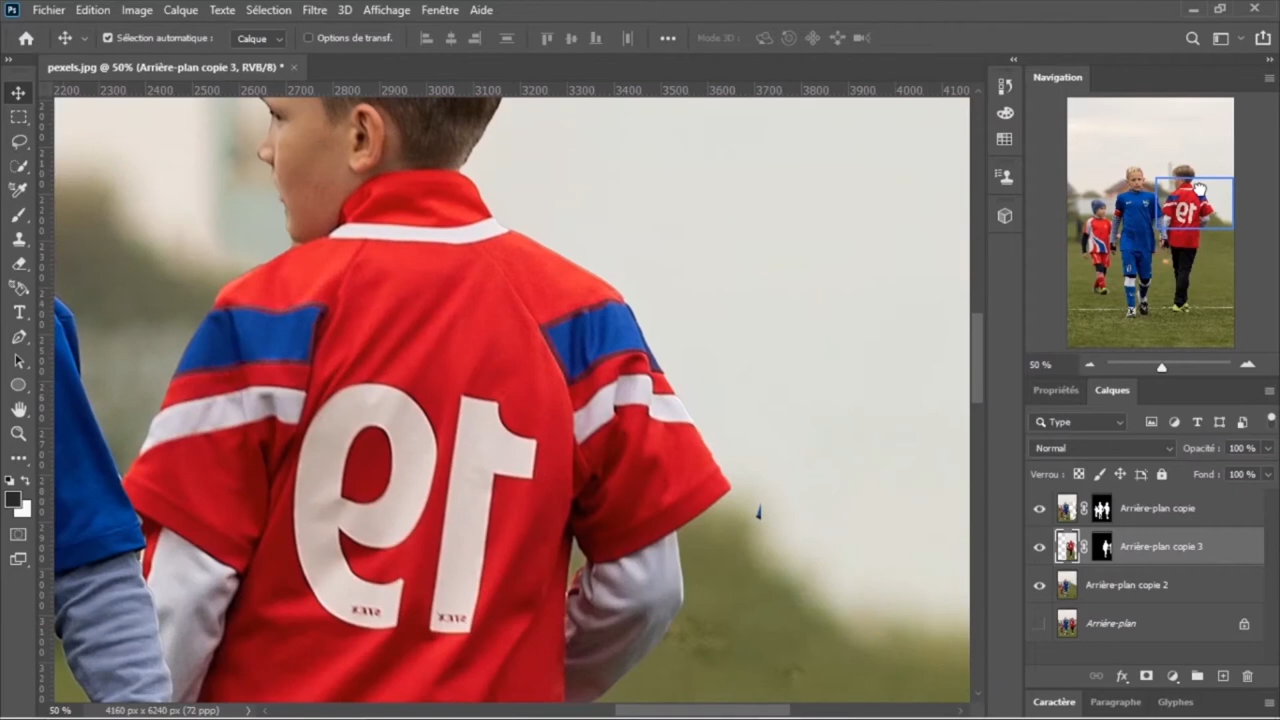 Ps Fichier Edition Image Calque Texte Sélection Filtre 3D Affichage Fenêtre Aide
Sélection automatique : Calque Options de transf. ••• Mode 3D :
pexels.jpg @ 50% (Arrière-plan copie 3, RVB/8) * ×
2200 2300 2400 2500 2600 2700 2800 2900 3000 3100 3200 3300 3400 3500 3600 3700 3800 3900 4000 4100
Navigation
50 %
Propriétés Calques
Type
Normal Opacité : 100 %
Verrou : Fond : 100 %
Arrière-plan copie
Arrière-plan copie 3
Arrière-plan copie 2
Arrière-plan
fx
Caractère Paragraphe Glyphes
19
50 % 4160 px x 6240 px (72 ppp)